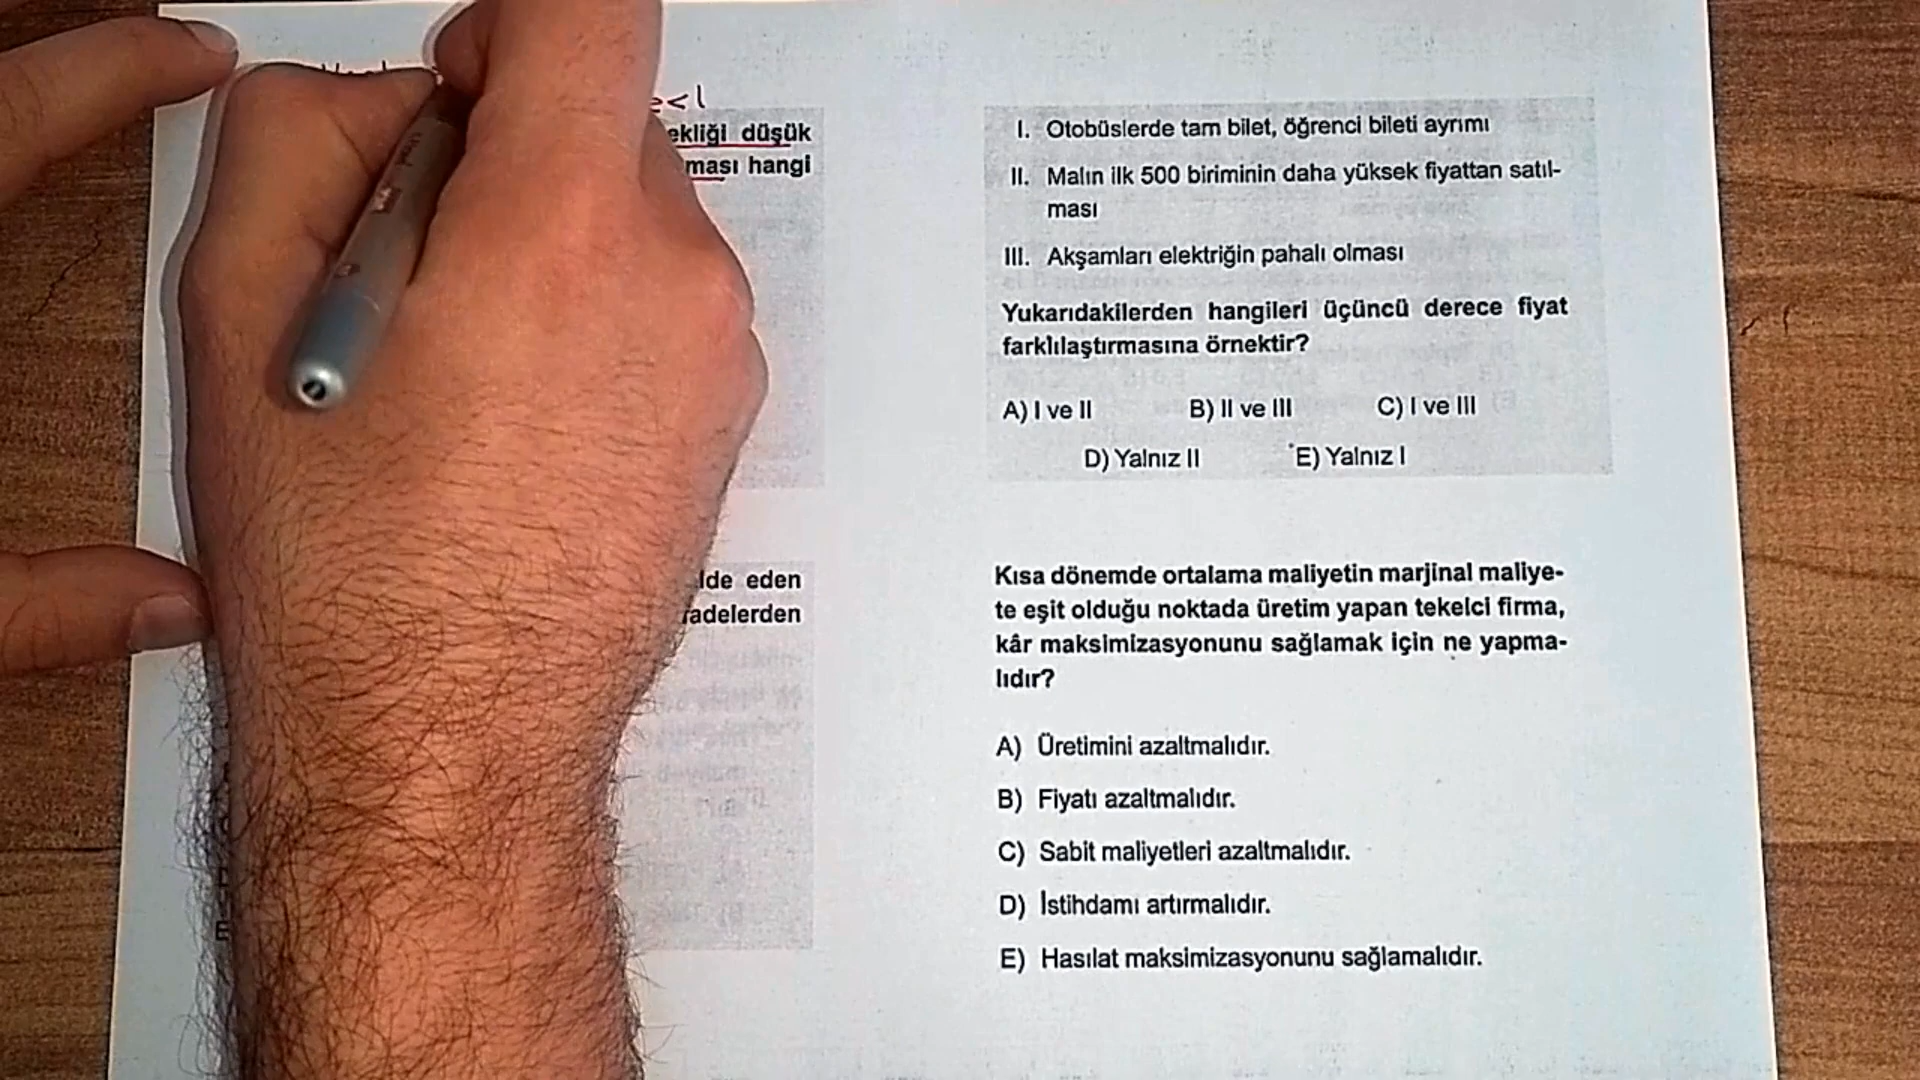 e<1
ekliği düşük
ması hangi
lde eden
adelerden
E
I. Otobüslerde tam bilet, öğrenci bileti ayrımı
II. Malın ilk 500 biriminin daha yüksek fiyattan satıl-
ması
III. Akşamları elektriğin pahalı olması
Yukarıdakilerden hangileri üçüncü derece fiyat
farklılaştırmasına örnektir?
A) I ve II B) II ve III C) I ve III
D) Yalnız II E) Yalnız I
Kısa dönemde ortalama maliyetin marjinal maliye-
te eşit olduğu noktada üretim yapan tekelci firma,
kâr maksimizasyonunu sağlamak için ne yapma-
lıdır?
A) Üretimini azaltmalıdır.
B) Fiyatı azaltmalıdır.
C) Sabit maliyetleri azaltmalıdır.
D) İstihdamı artırmalıdır.
E) Hasılat maksimizasyonunu sağlamalıdır.